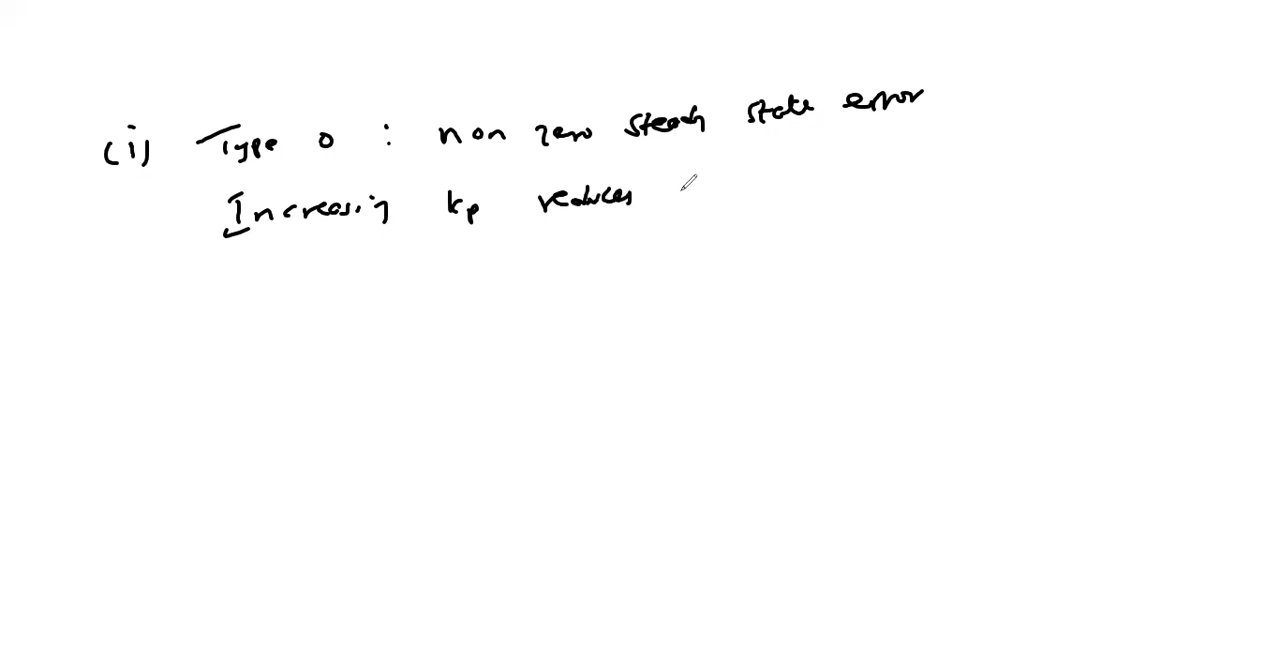 (i) Type 0 : non zero steady state error
Increasing kp reduces